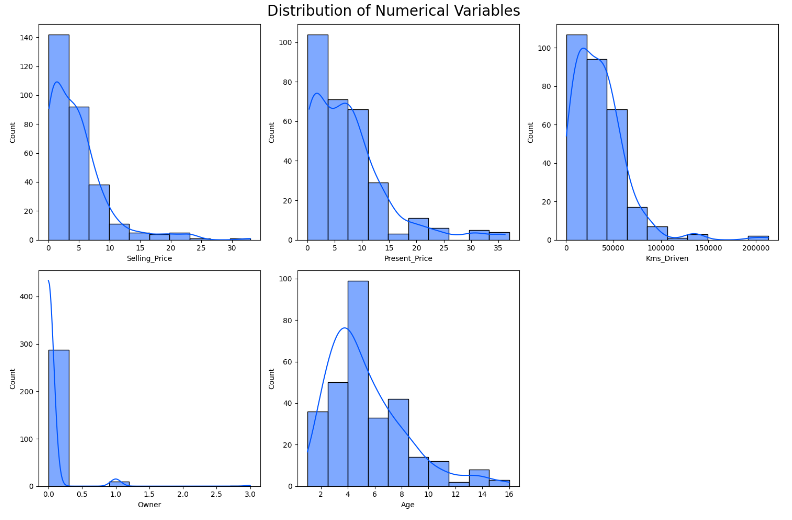 Distribution of Numerical Variables
140
120
100
80
60
40
20
0
Count
0 5 10 15 20 25 30
Selling_Price
100
80
60
40
20
0
Count
0 5 10 15 20 25 30 35
Present_Price
100
80
60
40
20
0
Count
0 50000 100000 150000 200000
Kms_Driven
400
300
200
100
0
Count
0.0 0.5 1.0 1.5 2.0 2.5 3.0
Owner
100
80
60
40
20
0
Count
2 4 6 8 10 12 14 16
Age